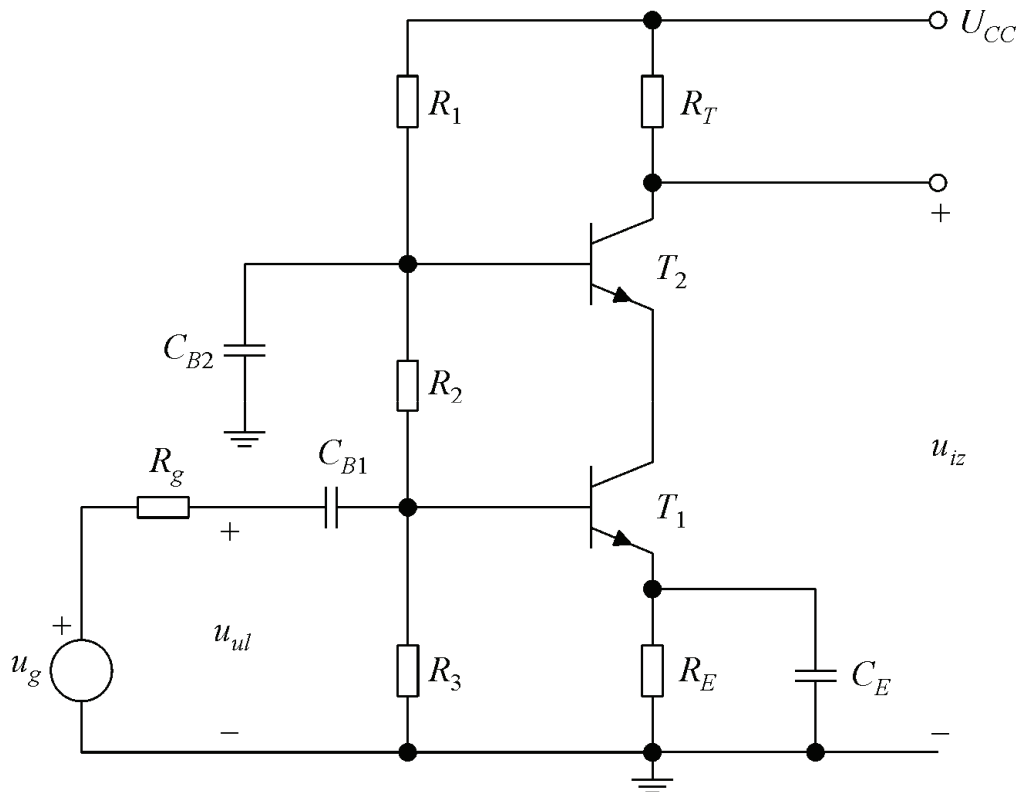 U_CC
R_1
R_T
+
T_2
C_B2
R_2
C_B1
R_g
u_iz
+
T_1
+
u_ul
u_g
R_3
R_E
C_E
−
−